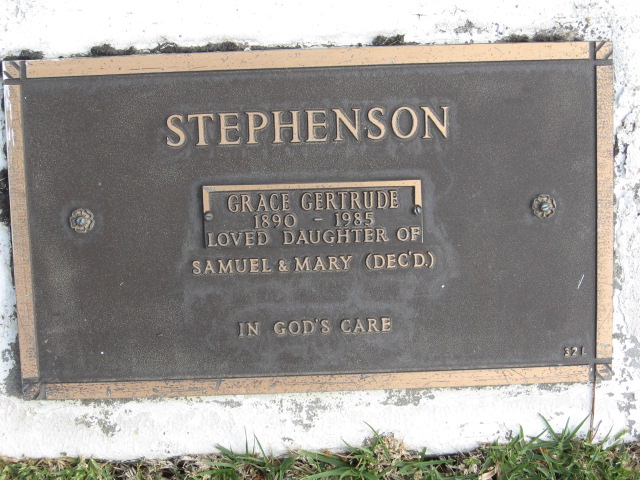 STEPHENSON
GRACE GERTRUDE
1890 - 1985
LOVED DAUGHTER OF
SAMUEL & MARY (DEC'D.)
IN GOD'S CARE
321